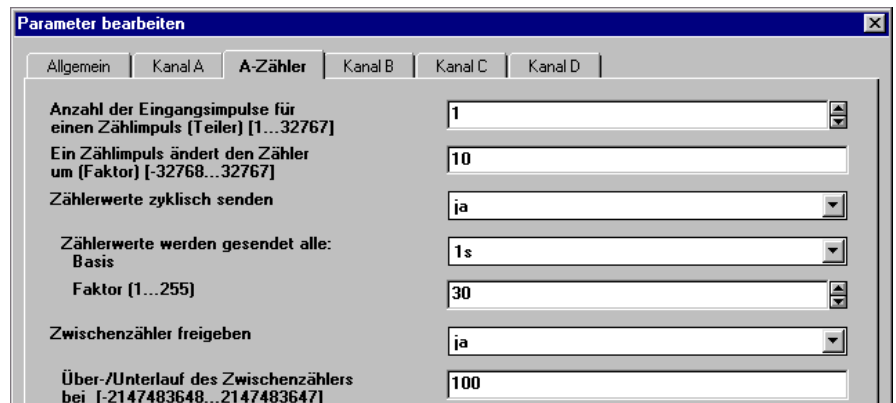 Parameter bearbeiten
Allgemein Kanal A A-Zähler Kanal B Kanal C Kanal D
Anzahl der Eingangsimpulse für
einen Zählimpuls (Teiler) [1...32767]
1
Ein Zählimpuls ändert den Zähler
um (Faktor) [-32768...32767]
10
Zählerwerte zyklisch senden
ja
Zählerwerte werden gesendet alle:
Basis
1s
Faktor (1...255)
30
Zwischenzähler freigeben
ja
Über-/Unterlauf des Zwischenzählers
bei [-2147483648...2147483647]
100